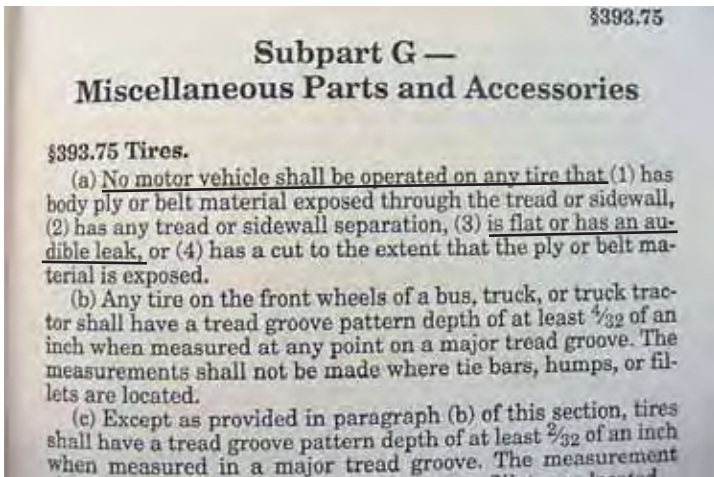 §393.75
Subpart G —
Miscellaneous Parts and Accessories
§393.75 Tires.
(a) No motor vehicle shall be operated on any tire that (1) has
body ply or belt material exposed through the tread or sidewall,
(2) has any tread or sidewall separation, (3) is flat or has an au-
dible leak, or (4) has a cut to the extent that the ply or belt ma-
terial is exposed.
(b) Any tire on the front wheels of a bus, truck, or truck trac-
tor shall have a tread groove pattern depth of at least 4/32 of an
inch when measured at any point on a major tread groove. The
measurements shall not be made where tie bars, humps, or fil-
lets are located.
(c) Except as provided in paragraph (b) of this section, tires
shall have a tread groove pattern depth of at least 2/32 of an inch
when measured in a major tread groove. The measurement